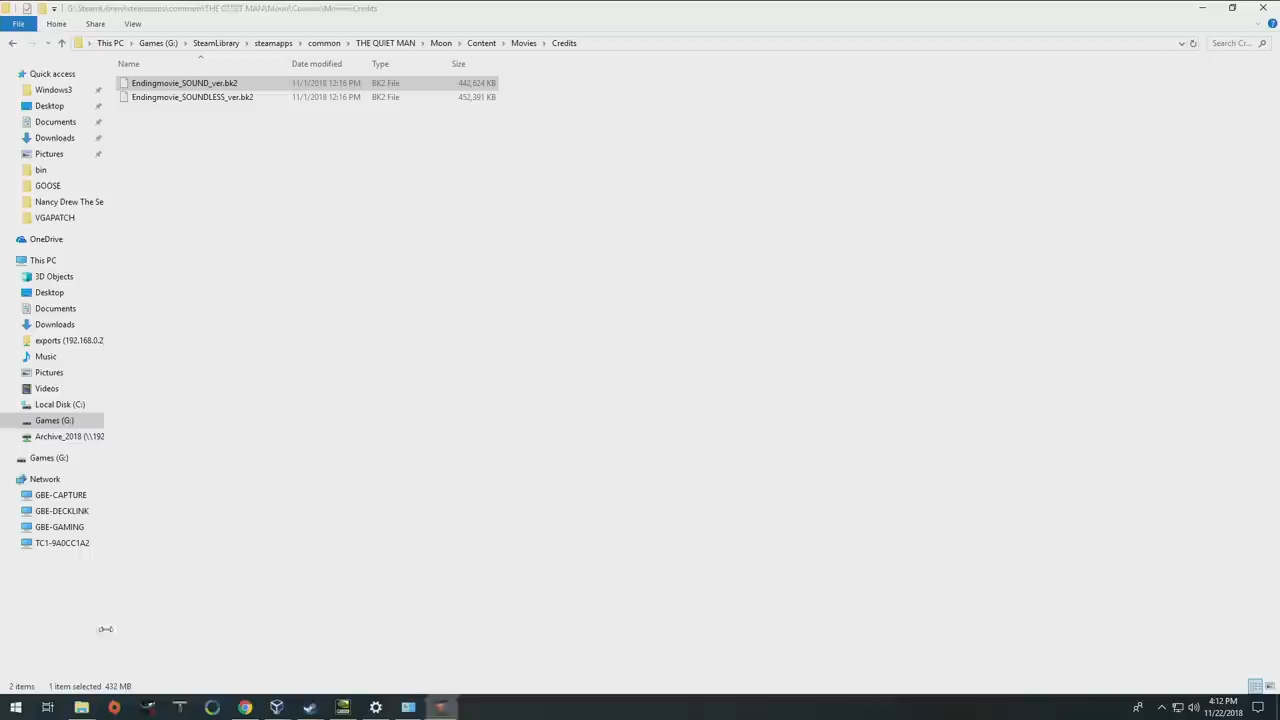 File Home Share View
This PC Games (G:) SteamLibrary steamapps common THE QUIET MAN Moon Content Movies Credits
Search Cr...
Name Date modified Type Size
Endingmovie_SOUND_ver.bk2 11/1/2018 12:16 PM BK2 File 442,624 KB
Endingmovie_SOUNDLESS_ver.bk2 11/1/2018 12:16 PM BK2 File 452,391 KB
Quick access
Windows3
Desktop
Documents
Downloads
Pictures
bin
GOOSE
Nancy Drew The Se
VGAPATCH
OneDrive
This PC
3D Objects
Desktop
Documents
Downloads
exports (192.168.0.2)
Music
Pictures
Videos
Local Disk (C:)
Games (G:)
Archive_2018 (\\192
Games (G:)
Network
GBE-CAPTURE
GBE-DECKLINK
GBE-GAMING
TC1-9A0CC1A2
2 items 1 item selected 432 MB
4:12 PM
11/22/2018